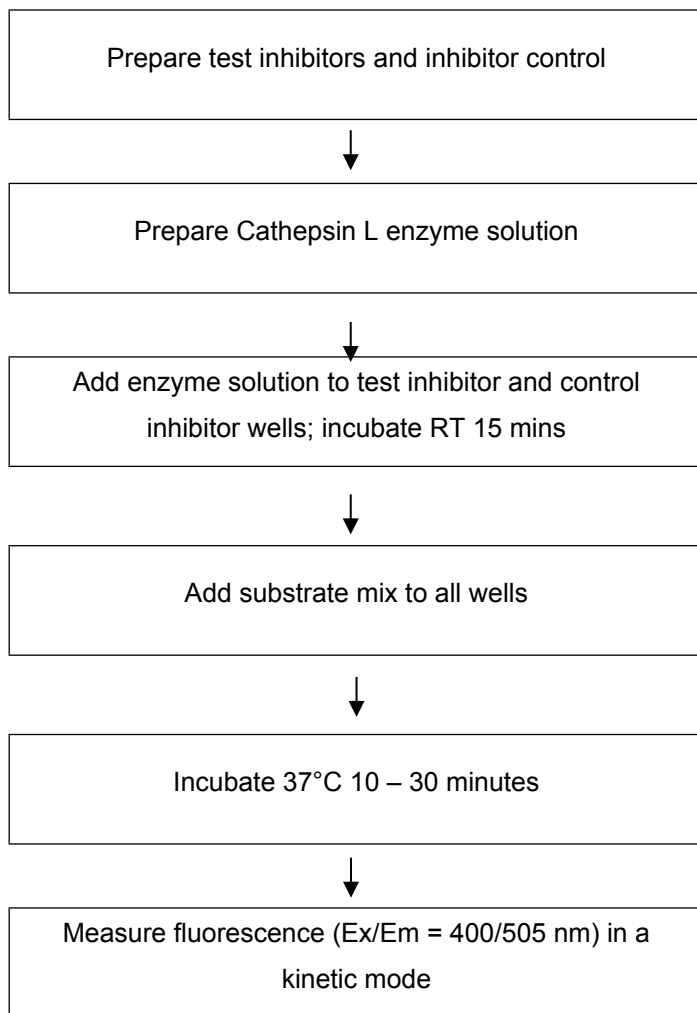 Prepare test inhibitors and inhibitor control
Prepare Cathepsin L enzyme solution
Add enzyme solution to test inhibitor and control
inhibitor wells; incubate RT 15 mins
Add substrate mix to all wells
Incubate 37°C 10 – 30 minutes
Measure fluorescence (Ex/Em = 400/505 nm) in a
kinetic mode